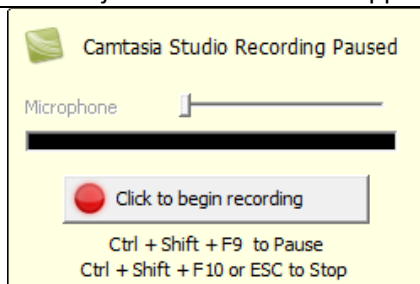 Camtasia Studio Recording Paused
Microphone
Click to begin recording
Ctrl + Shift + F9 to Pause
Ctrl + Shift + F10 or ESC to Stop